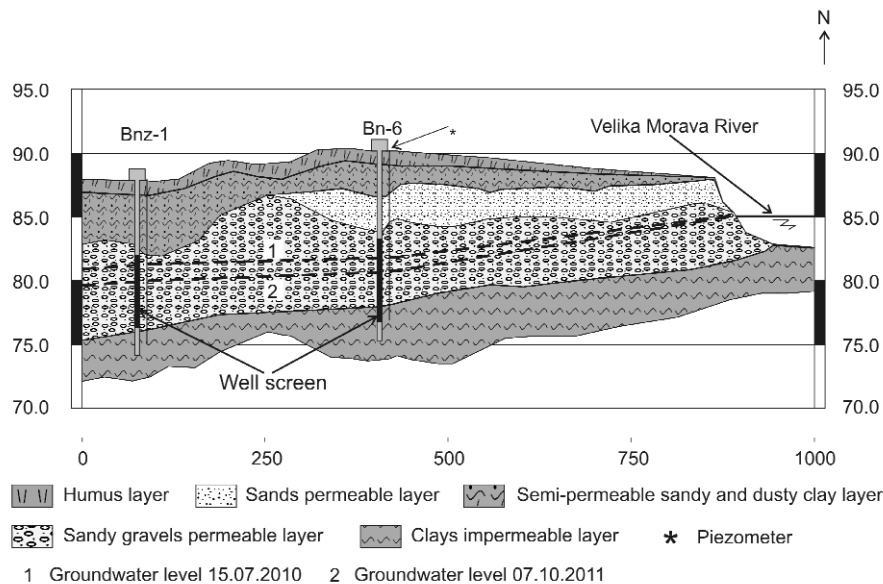 N
95.0 95.0
Bnz-1 Bn-6 * Velika Morava River
90.0 90.0
85.0 85.0
1
80.0 80.0
2
75.0 75.0
Well screen
70.0 70.0
0 250 500 750 1000
Humus layer Sands permeable layer Semi-permeable sandy and dusty clay layer
Sandy gravels permeable layer Clays impermeable layer * Piezometer
1 Groundwater level 15.07.2010 2 Groundwater level 07.10.2011